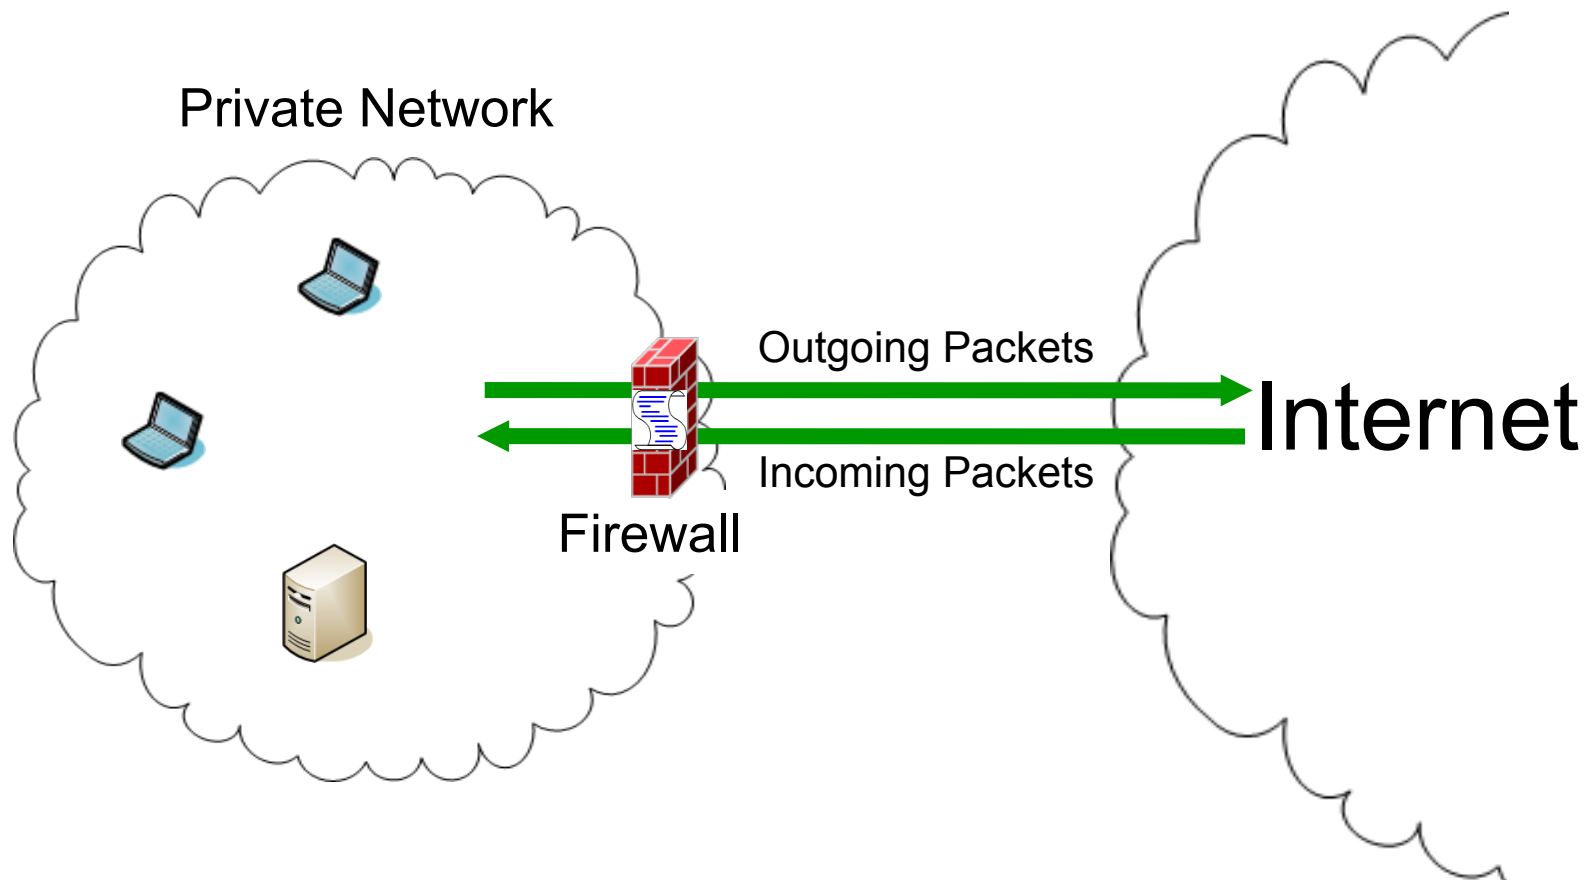 Private Network
Outgoing Packets
Internet
Incoming Packets
Firewall